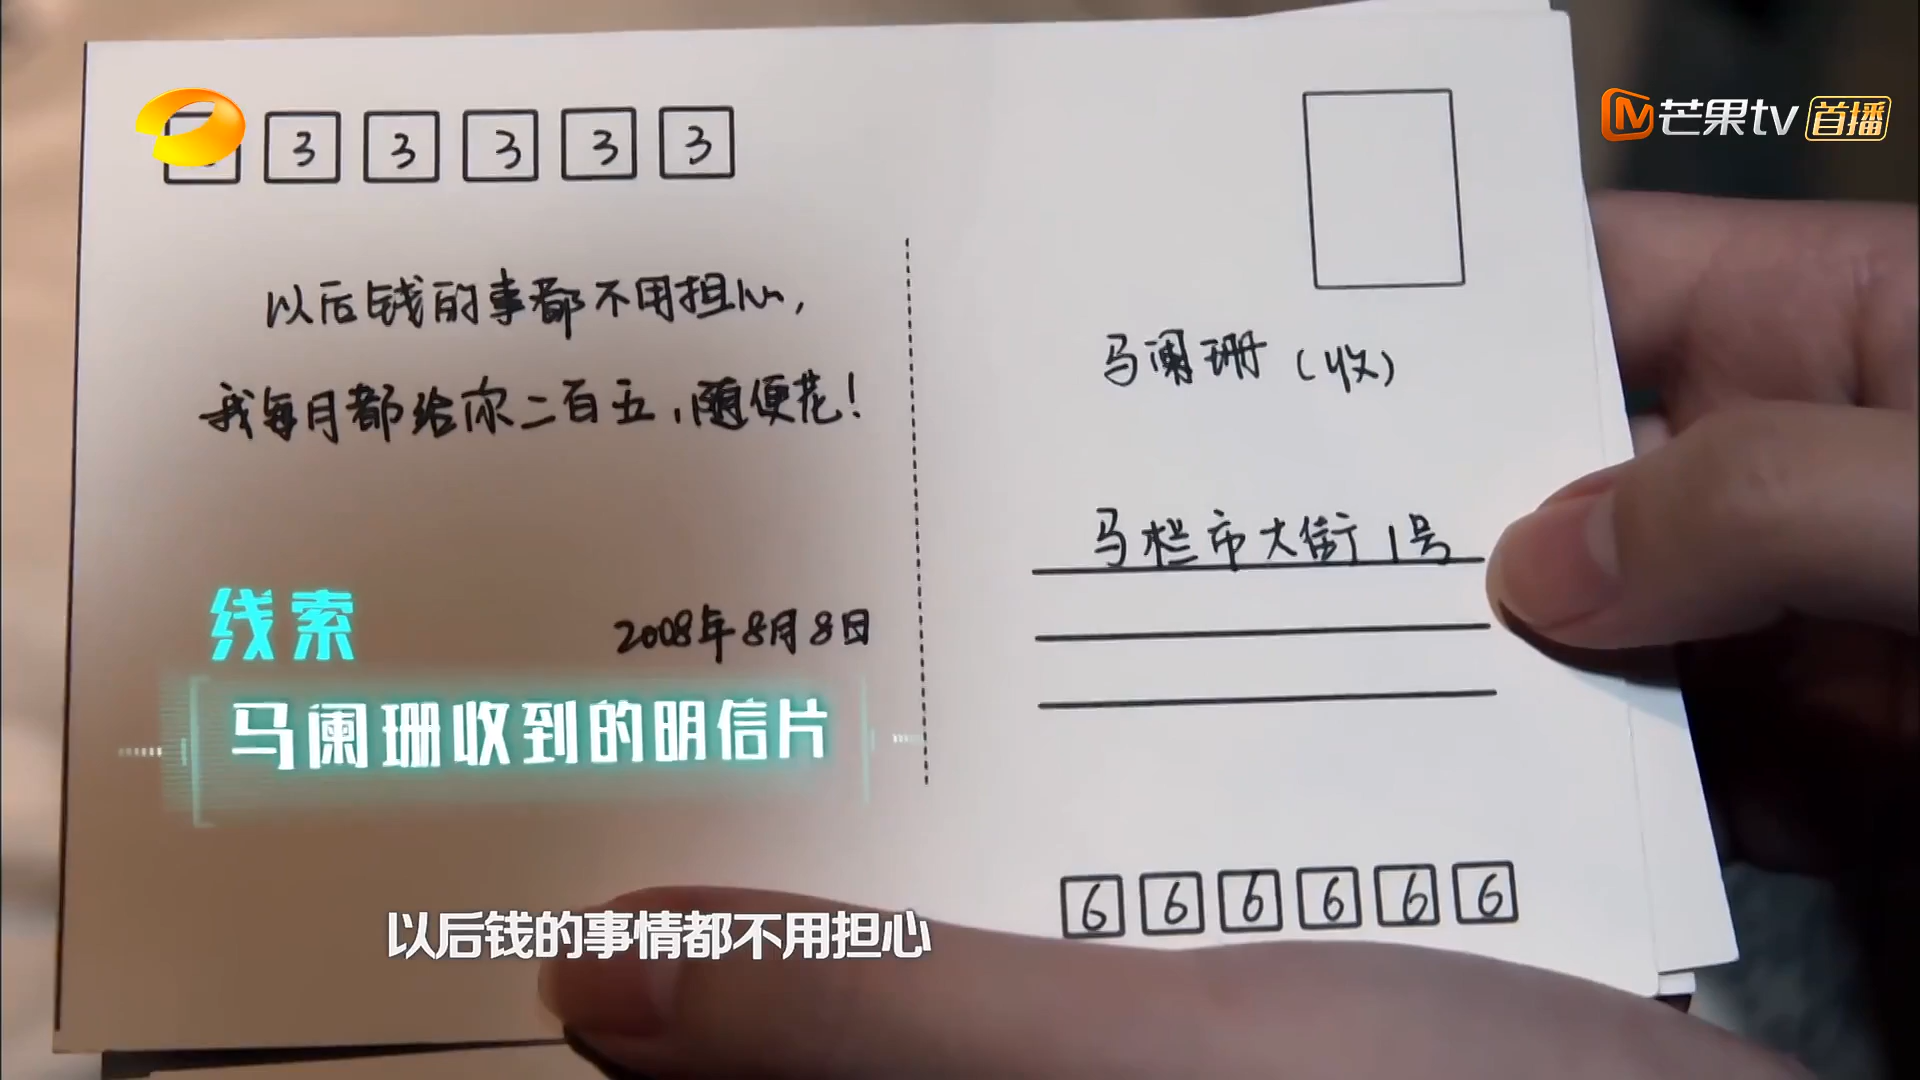 芒果tv 首播
3 3 3 3 3
以后钱的事都不用担心,
我每月都给你二百五,随便花!
2008年8月8日
马阑珊(收)
马栏市大街1号
6 6 6 6 6 6
线索
马阑珊收到的明信片
以后钱的事情都不用担心